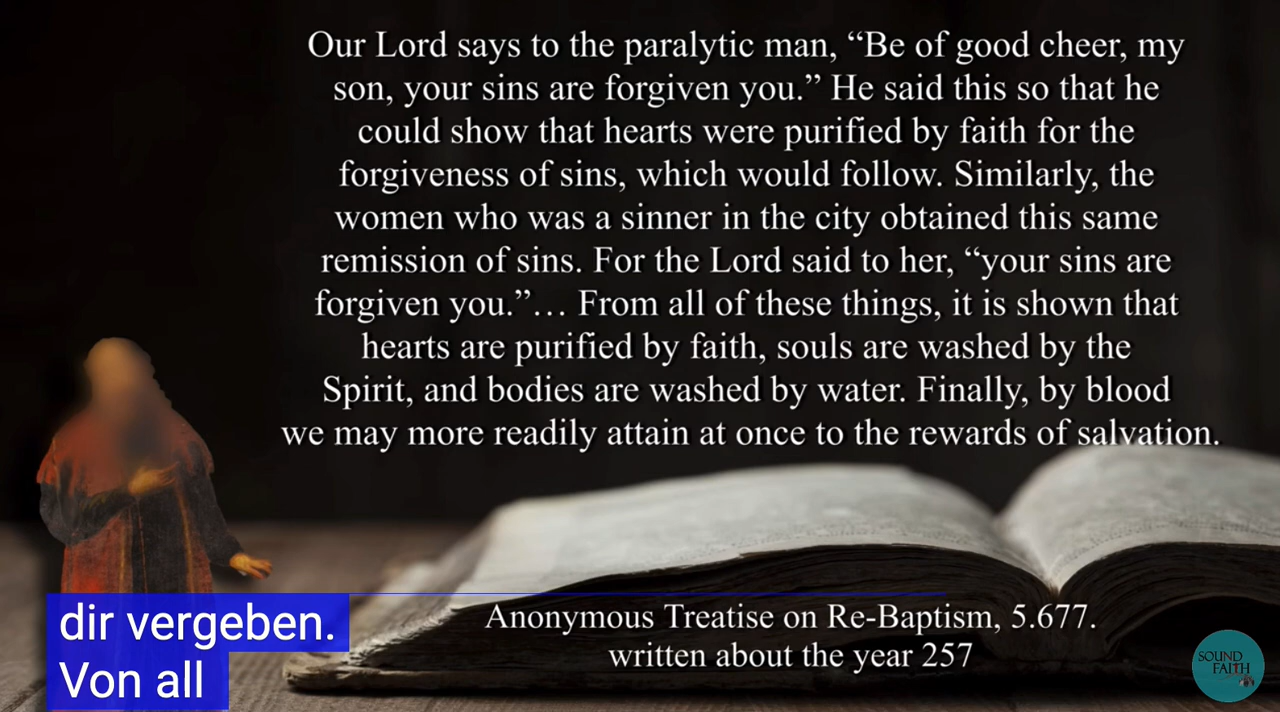 Our Lord says to the paralytic man, “Be of good cheer, my
son, your sins are forgiven you.” He said this so that he
could show that hearts were purified by faith for the
forgiveness of sins, which would follow. Similarly, the
women who was a sinner in the city obtained this same
remission of sins. For the Lord said to her, “your sins are
forgiven you.”… From all of these things, it is shown that
hearts are purified by faith, souls are washed by the
Spirit, and bodies are washed by water. Finally, by blood
we may more readily attain at once to the rewards of salvation.
Anonymous Treatise on Re-Baptism, 5.677.
written about the year 257
dir vergeben.
Von all
SOUND
FAITH